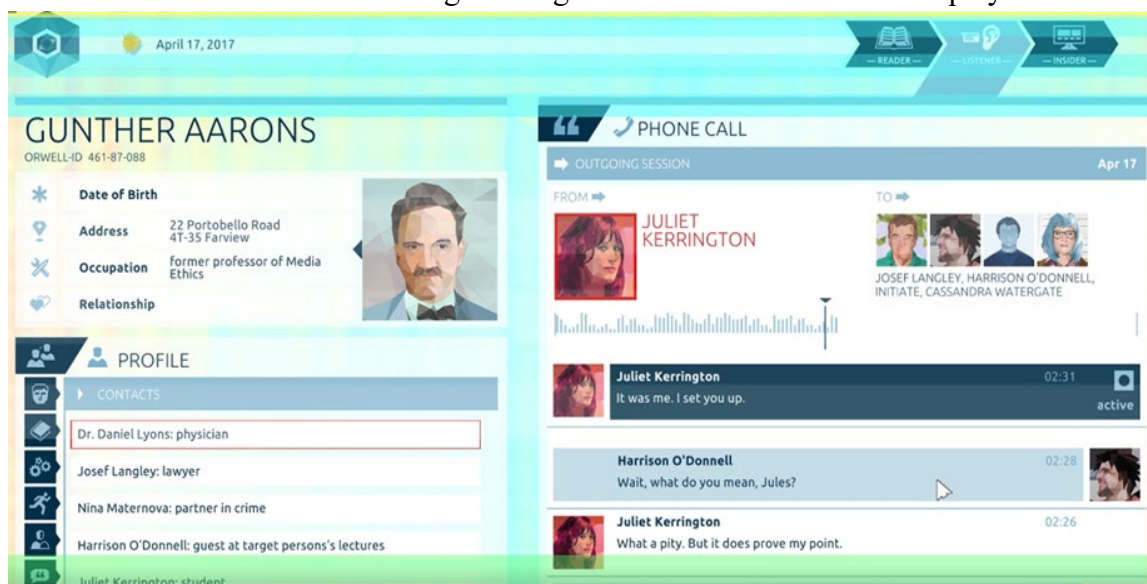 April 17, 2017
— READER —
— LISTENER —
— INSIDER —
GUNTHER AARONS
ORWELL-ID 461-87-088
Date of Birth
Address 22 Portobello Road
4T-35 Farview
Occupation former professor of Media
Ethics
Relationship
PROFILE
CONTACTS
Dr. Daniel Lyons: physician
Josef Langley: lawyer
Nina Maternova: partner in crime
Harrison O'Donnell: guest at target persons's lectures
Juliet Kerrington: student
PHONE CALL
OUTGOING SESSION Apr 17
FROM
JULIET
KERRINGTON
TO
JOSEF LANGLEY, HARRISON O'DONNELL,
INITIATE, CASSANDRA WATERGATE
Juliet Kerrington 02:31
It was me. I set you up.
active
Harrison O'Donnell 02:28
Wait, what do you mean, Jules?
Juliet Kerrington 02:26
What a pity. But it does prove my point.